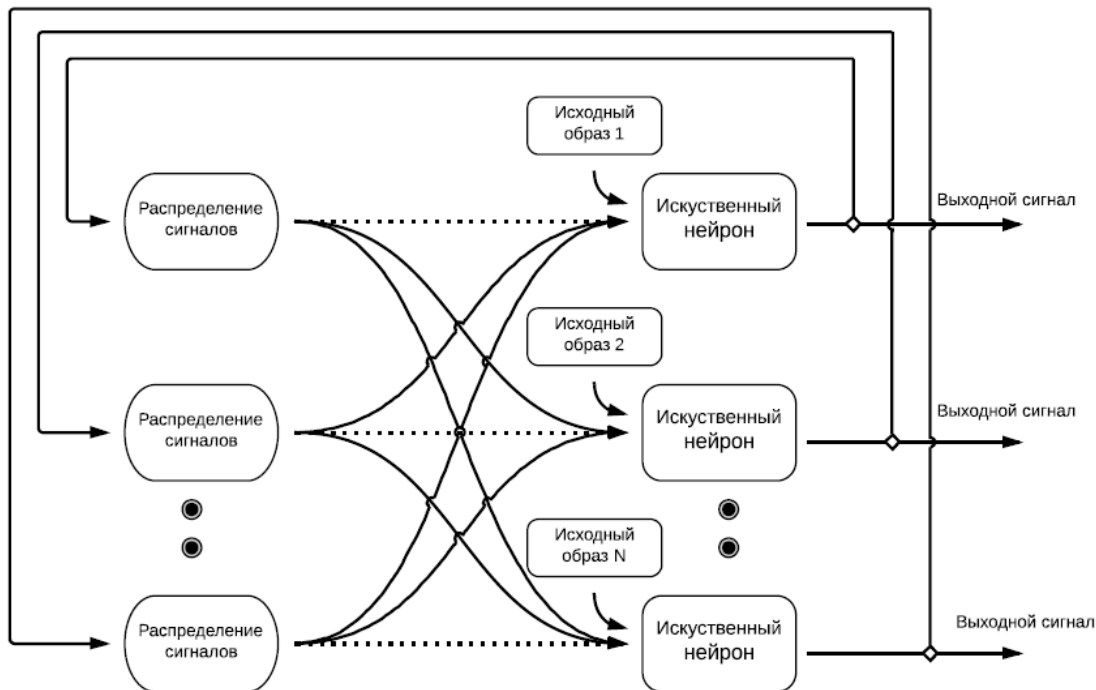 Исходный
образ 1
Распределение
сигналов
Искуственный
нейрон
Выходной сигнал
Исходный
образ 2
Распределение
сигналов
Искуственный
нейрон
Выходной сигнал
Исходный
образ N
Распределение
сигналов
Искуственный
нейрон
Выходной сигнал